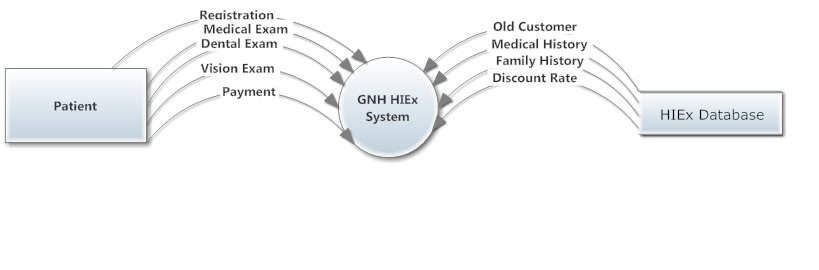 Registration
Medical Exam
Dental Exam
Vision Exam
Payment
Patient
GNH HIEx
System
Old Customer
Medical History
Family History
Discount Rate
HIEx Database